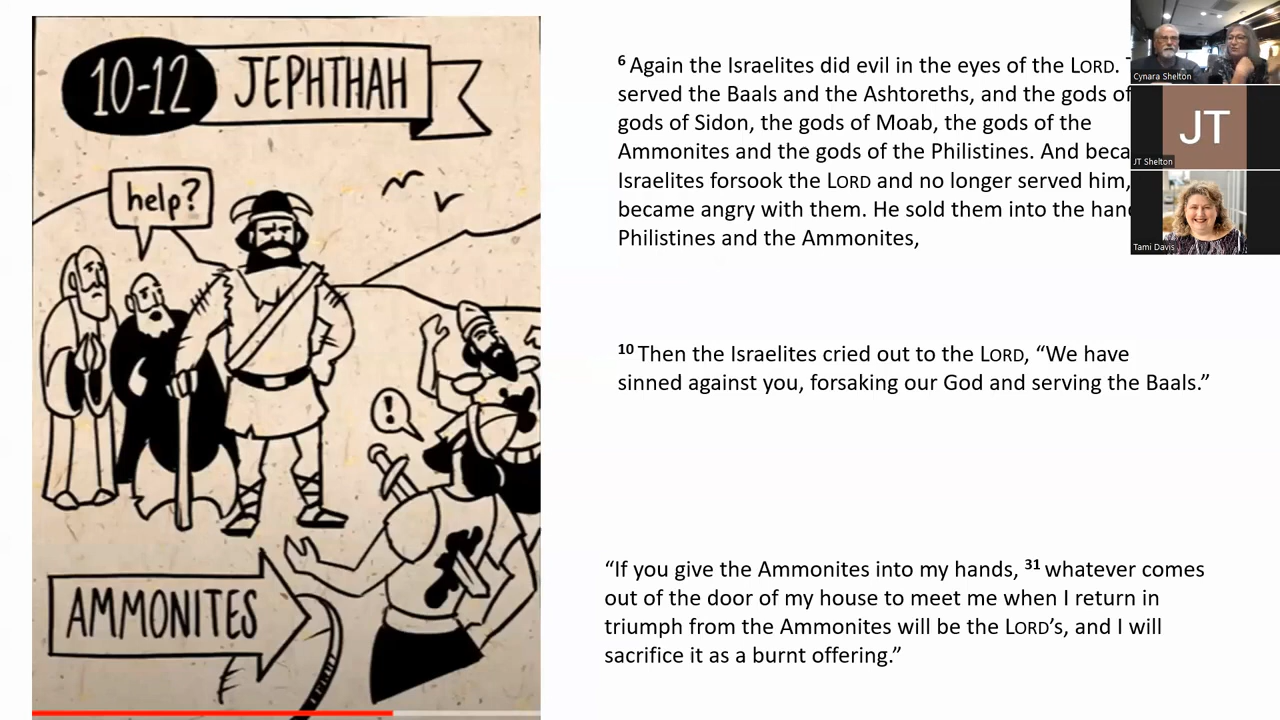 10-12 JEPHTHAH
help?
!
AMMONITES
6 Again the Israelites did evil in the eyes of the LORD.
served the Baals and the Ashtoreths, and the gods of
gods of Sidon, the gods of Moab, the gods of the
Ammonites and the gods of the Philistines. And beca
Israelites forsook the LORD and no longer served him,
became angry with them. He sold them into the hand
Philistines and the Ammonites,
10 Then the Israelites cried out to the LORD, “We have
sinned against you, forsaking our God and serving the Baals.”
“If you give the Ammonites into my hands, 31 whatever comes
out of the door of my house to meet me when I return in
triumph from the Ammonites will be the LORD’s, and I will
sacrifice it as a burnt offering.”
Cynara Shelton
JT
JT Shelton
Tami Davis